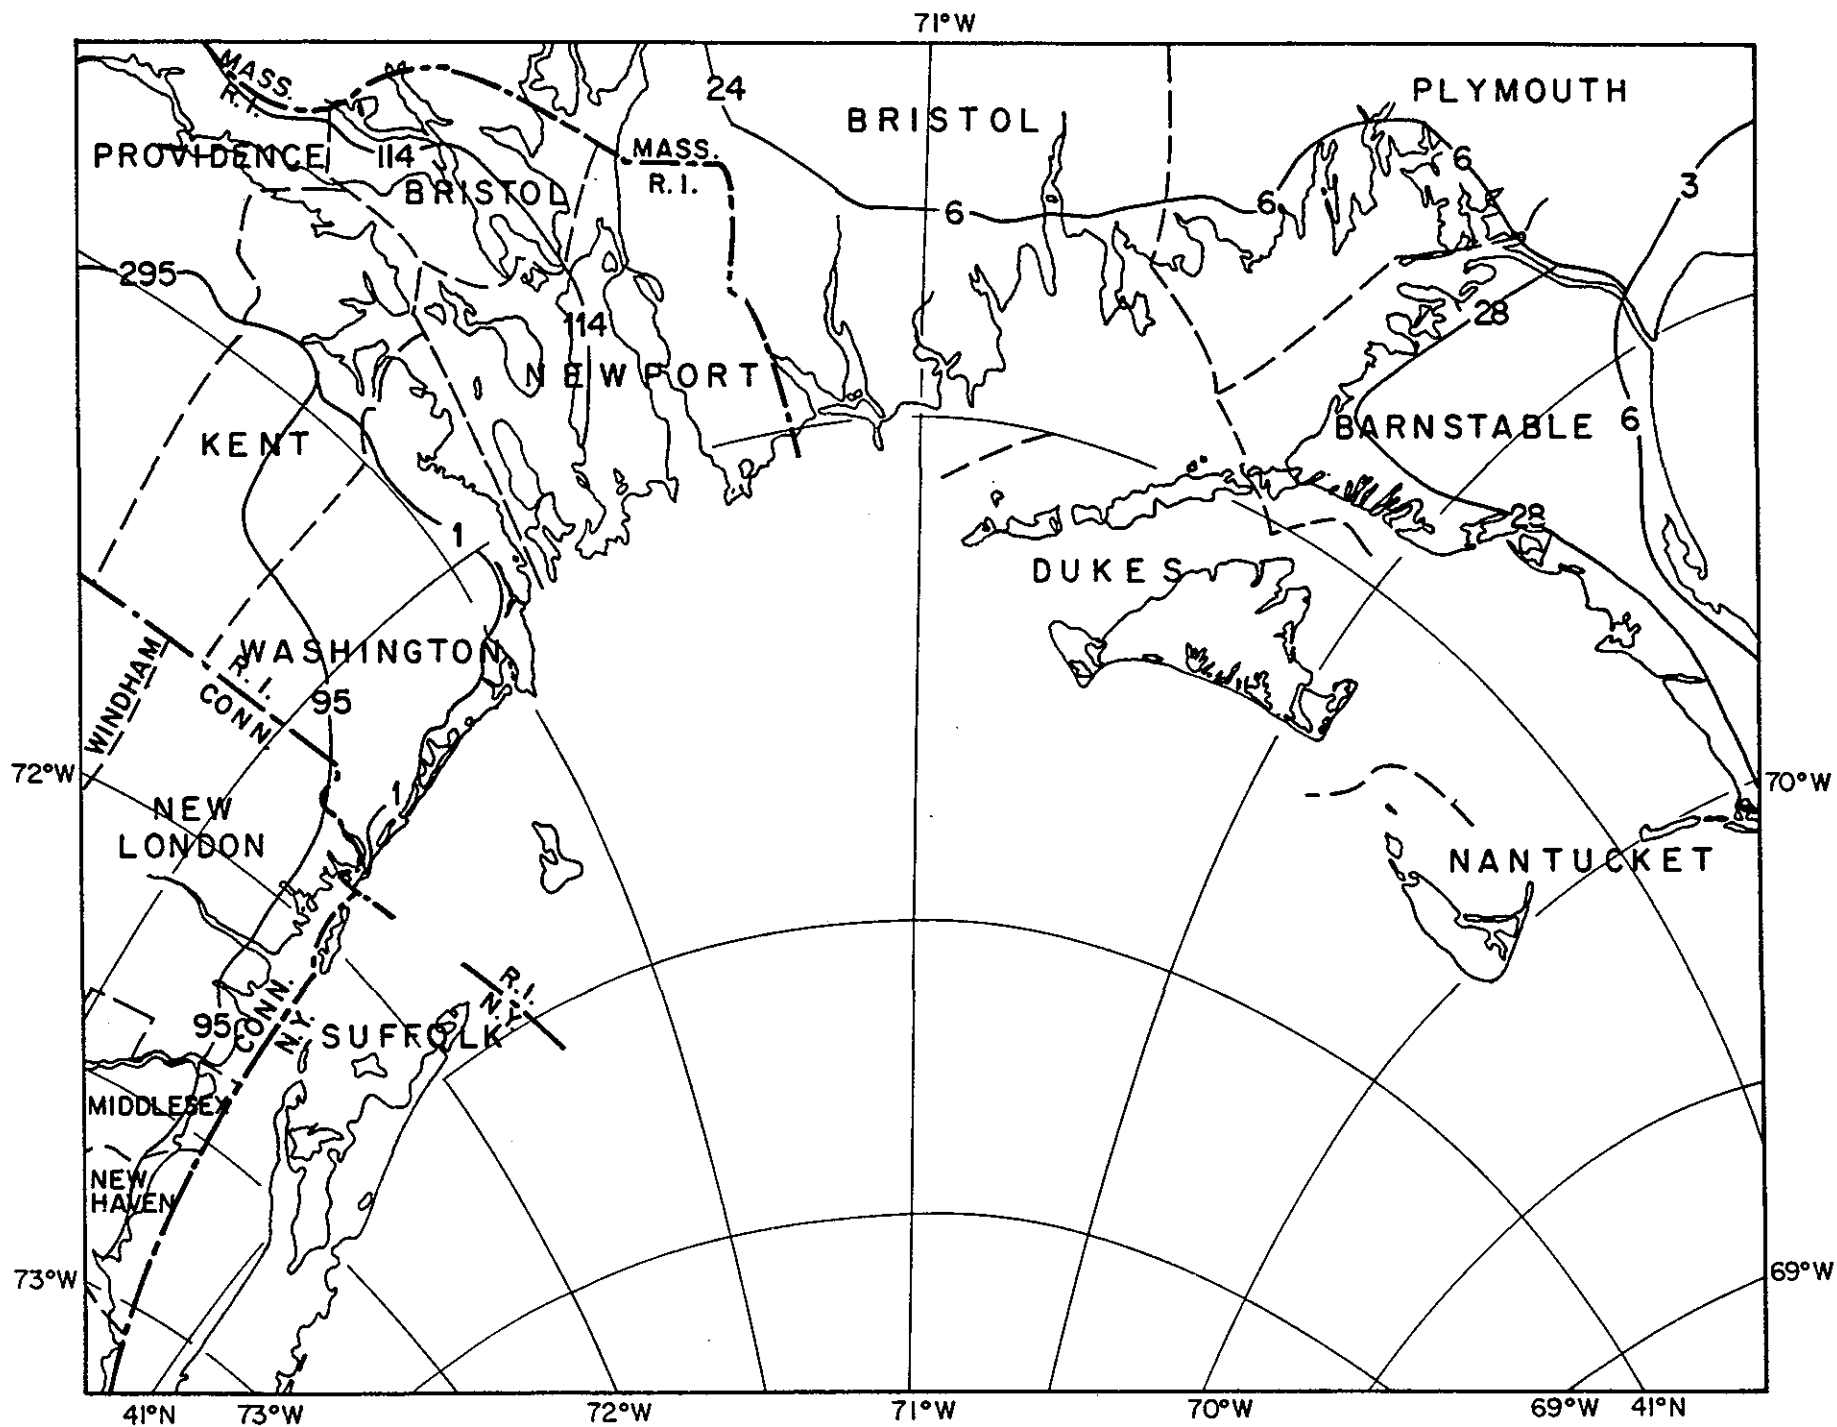 71°W
MASS.
R.I.
24
PLYMOUTH
BRISTOL
PROVIDENCE
114
MASS.
R.I.
6
3
BRISTOL
6
6
295
114
28
NEWPORT
6
KENT
BARNSTABLE
1
28
DUKES
WASHINGTON
WINDHAM
R.I.
CONN.
95
72°W
70°W
1
NEW
LONDON
NANTUCKET
R.I.
N.Y.
CONN.
N.Y.
95
SUFFOLK
MIDDLESEX
NEW
HAVEN
73°W
69°W
41°N
73°W
72°W
71°W
70°W
69°W
41°N